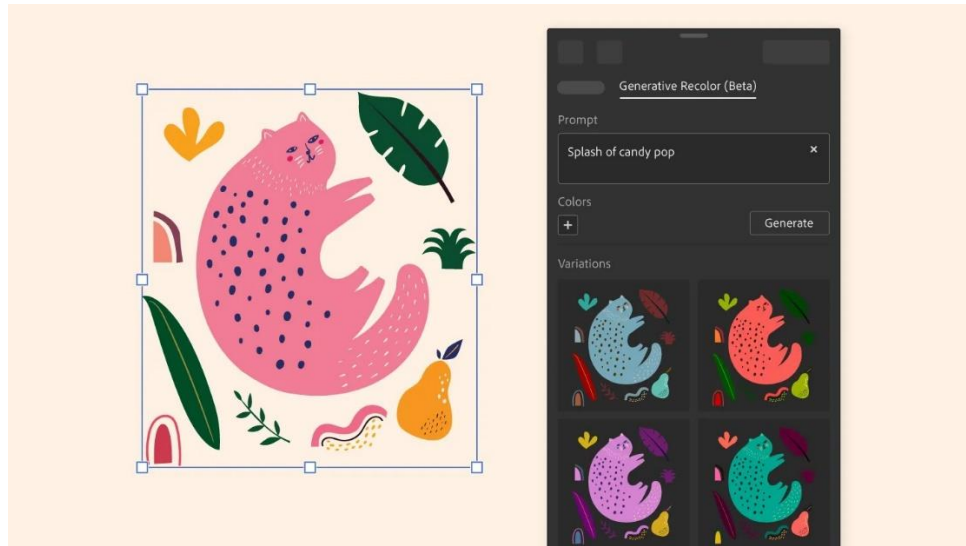 Generative Recolor (Beta)
Prompt
Splash of candy pop
Colors
Generate
Variations